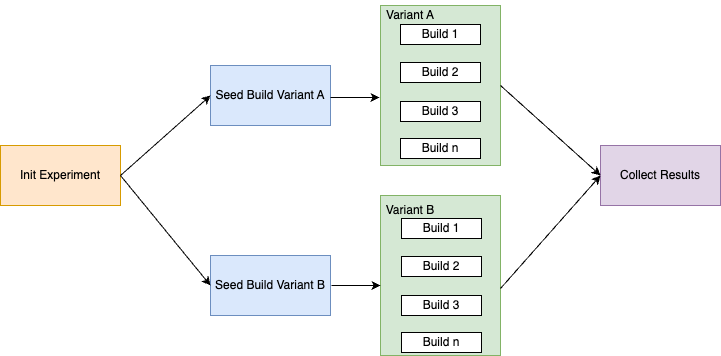 Init Experiment
Seed Build Variant A
Variant A
Build 1
Build 2
Build 3
Build n
Seed Build Variant B
Variant B
Build 1
Build 2
Build 3
Build n
Collect Results